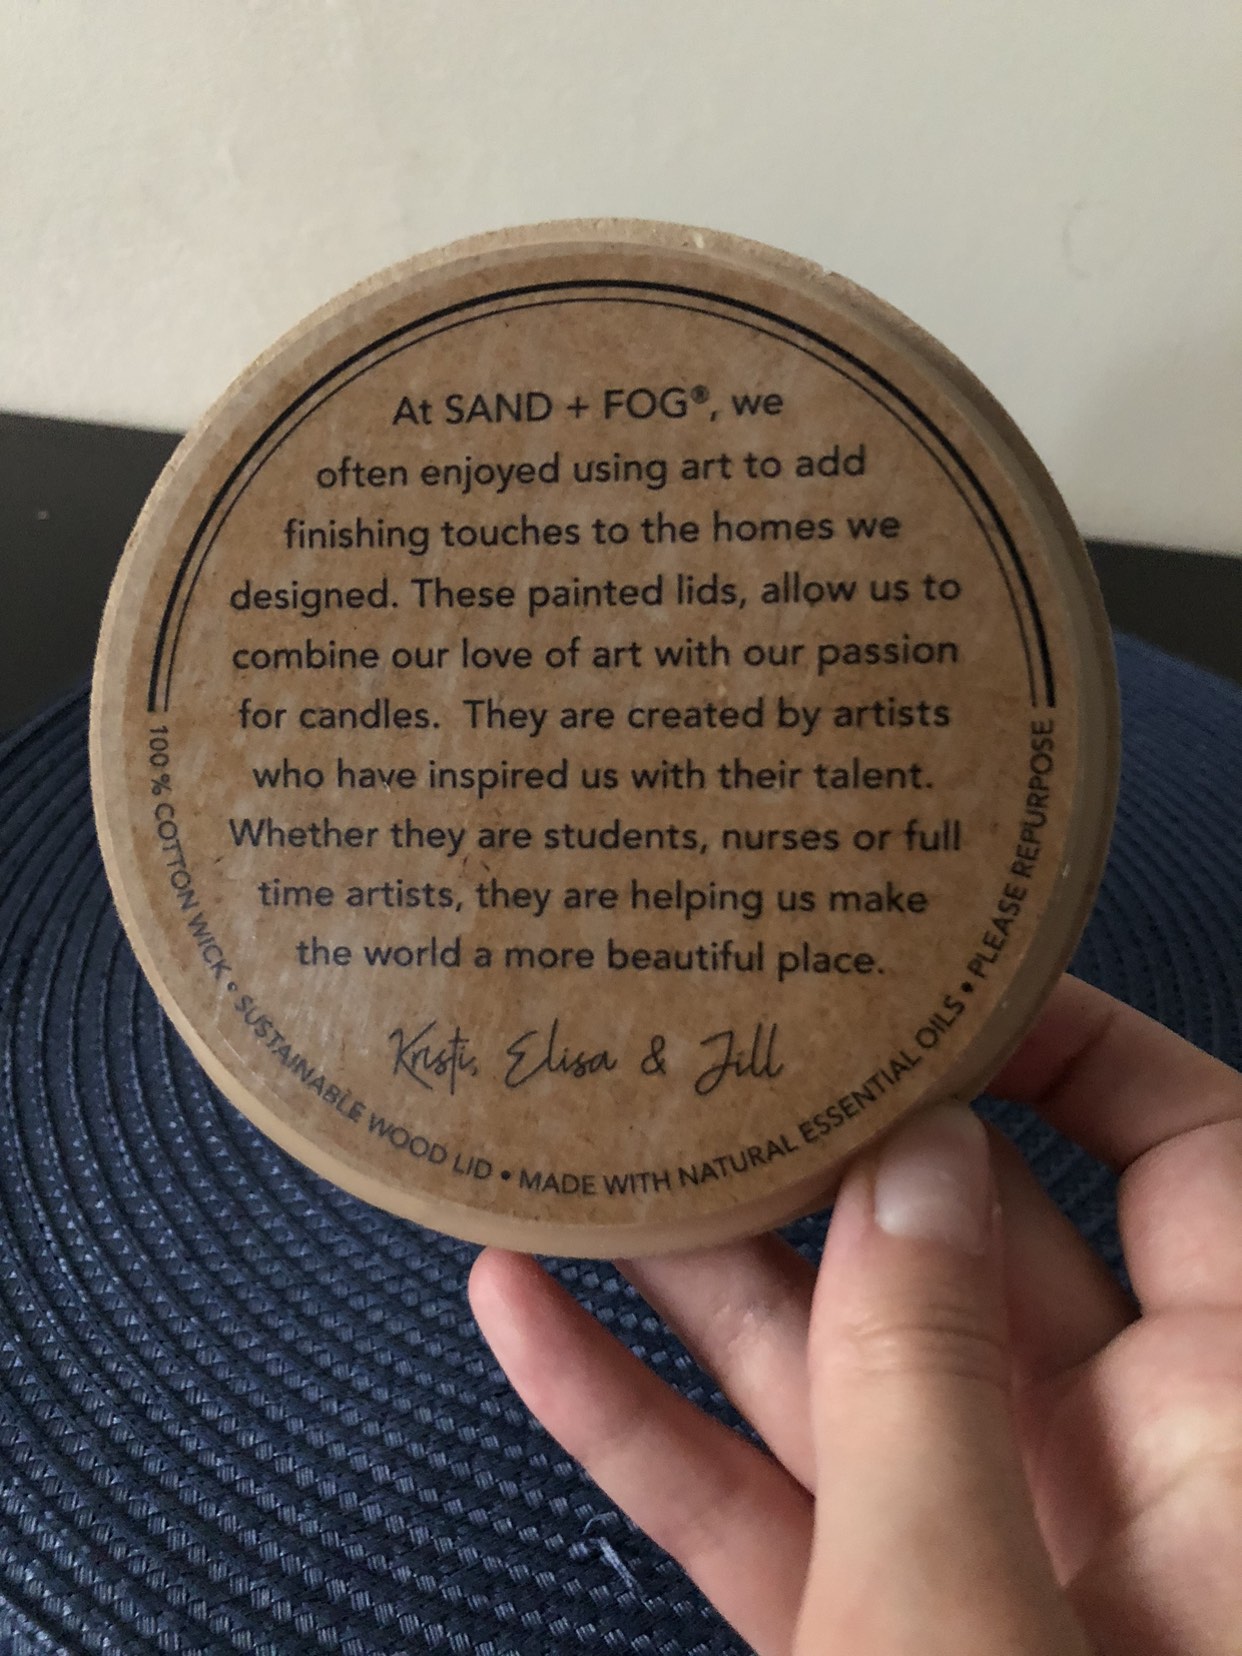 At SAND + FOG®, we
often enjoyed using art to add
finishing touches to the homes we
designed. These painted lids, allow us to
combine our love of art with our passion
for candles. They are created by artists
who have inspired us with their talent.
Whether they are students, nurses or full
time artists, they are helping us make
the world a more beautiful place.
Kristi, Elisa & Jill
100 % COTTON WICK • SUSTAINABLE WOOD LID • MADE WITH NATURAL ESSENTIAL OILS • PLEASE REPURPOSE